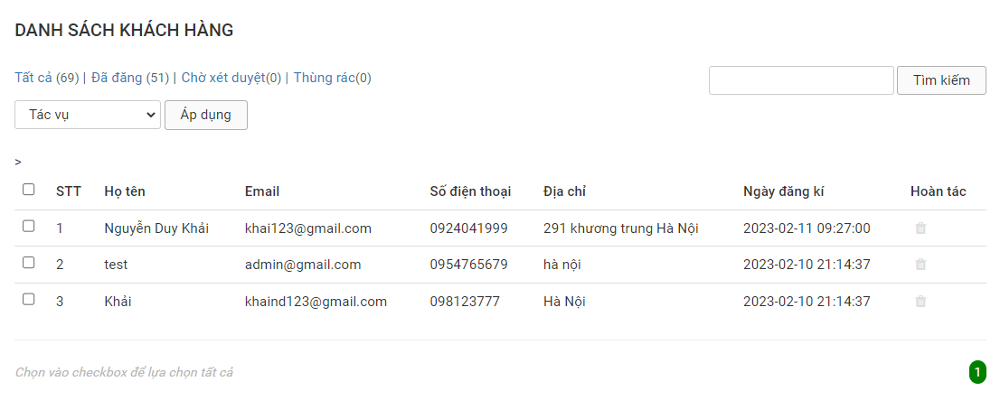 DANH SÁCH KHÁCH HÀNG
Tất cả (69) | Đã đăng (51) | Chờ xét duyệt(0) | Thùng rác(0)
Tìm kiếm
Tác vụ Áp dụng
>
STT Họ tên Email Số điện thoại Địa chỉ Ngày đăng kí Hoàn tác
1 Nguyễn Duy Khải khai123@gmail.com 0924041999 291 khương trung Hà Nội 2023-02-11 09:27:00
2 test admin@gmail.com 0954765679 hà nội 2023-02-10 21:14:37
3 Khải khaind123@gmail.com 098123777 Hà Nội 2023-02-10 21:14:37
Chọn vào checkbox để lựa chọn tất cả
1